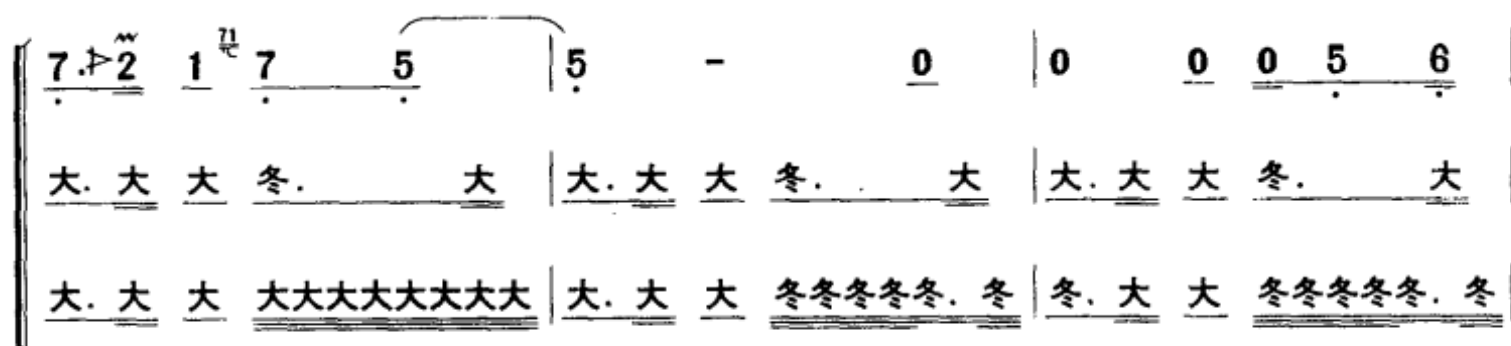 7. 2 1 71 7 5 | 5 - 0 | 0 0 0 5 6
大. 大 大 冬. 大 | 大. 大 大 冬. 大 | 大. 大 大 冬. 大
大. 大 大 大大大大大大大大 | 大. 大 大 冬冬冬冬冬. 冬 | 冬. 大 大 冬冬冬冬冬. 冬